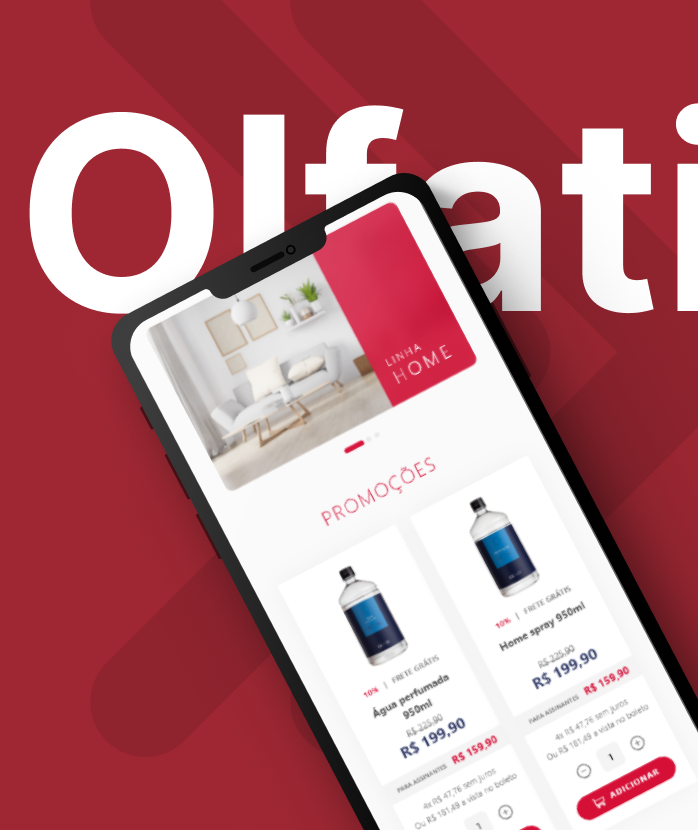 Olfati
LINHA
HOME
PROMOÇÕES
10% | FRETE GRÁTIS
Água perfumada
950ml
R$ 225,90
R$ 199,90
PARA ASSINANTES R$ 159,90
4x R$ 47,76 sem juros
Ou R$ 181,49 a vista no boleto
1
10% | FRETE GRÁTIS
Home spray 950ml
R$ 225,90
R$ 199,90
PARA ASSINANTES R$ 159,90
4x R$ 47,76 sem juros
Ou R$ 181,49 a vista no boleto
1
ADICIONAR